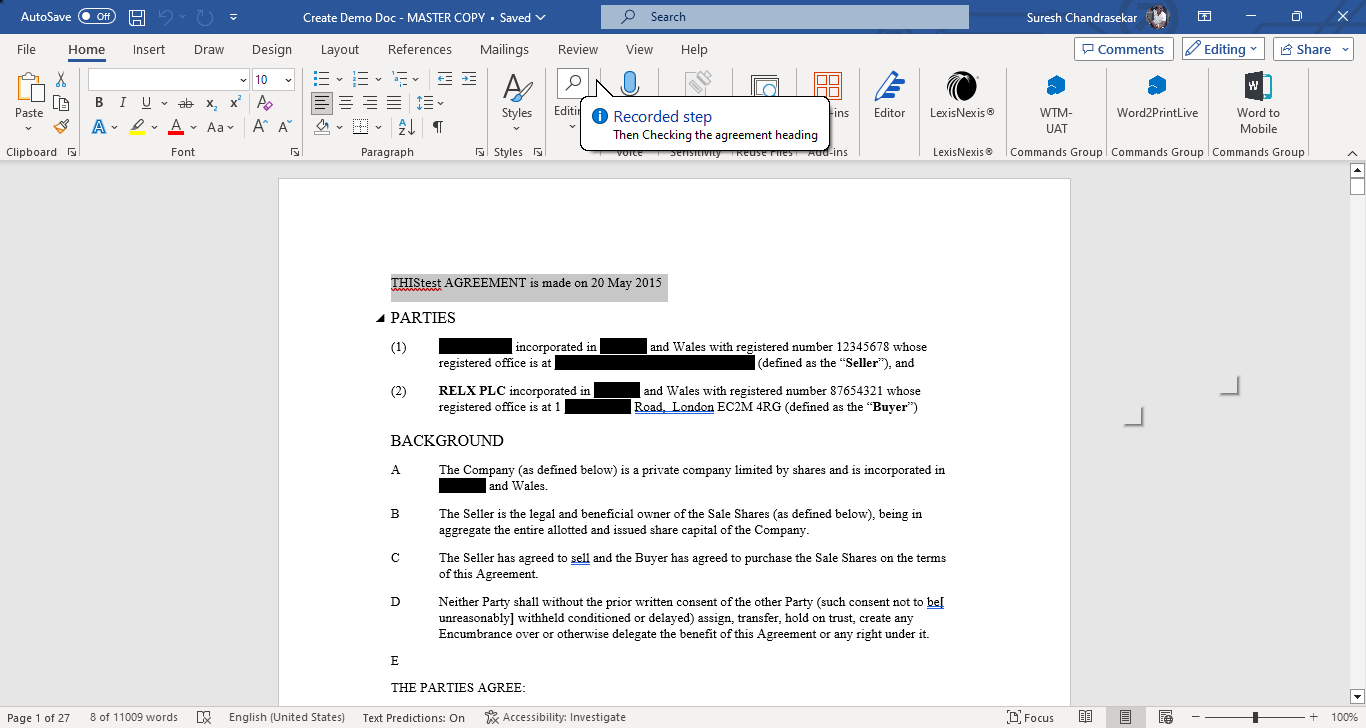 AutoSave Off Create Demo Doc - MASTER COPY • Saved Search Suresh Chandrasekar
File Home Insert Draw Design Layout References Mailings Review View Help Comments Editing Share
Paste
Clipboard
10
B I U ab x₂ x²
A A Aa A A
Font
A Z ¶
Paragraph
Styles
Styles
Voice
Sensitivity
Reuse Files
Add-ins
Editor
LexisNexis®
LexisNexis®
WTM-
UAT
Commands Group
Word2PrintLive
Commands Group
Word to
Mobile
Commands Group
Recorded step
Then Checking the agreement heading
THIStest AGREEMENT is made on 20 May 2015
PARTIES
(1) incorporated in and Wales with registered number 12345678 whose
registered office is at (defined as the “Seller”), and
(2) RELX PLC incorporated in and Wales with registered number 87654321 whose
registered office is at 1 Road, London EC2M 4RG (defined as the “Buyer”)
BACKGROUND
A The Company (as defined below) is a private company limited by shares and is incorporated in
and Wales.
B The Seller is the legal and beneficial owner of the Sale Shares (as defined below), being in
aggregate the entire allotted and issued share capital of the Company.
C The Seller has agreed to sell and the Buyer has agreed to purchase the Sale Shares on the terms
of this Agreement.
D Neither Party shall without the prior written consent of the other Party (such consent not to be[
unreasonably] withheld conditioned or delayed) assign, transfer, hold on trust, create any
Encumbrance over or otherwise delegate the benefit of this Agreement or any right under it.
E
THE PARTIES AGREE:
Page 1 of 27 8 of 11009 words English (United States) Text Predictions: On Accessibility: Investigate Focus 100%